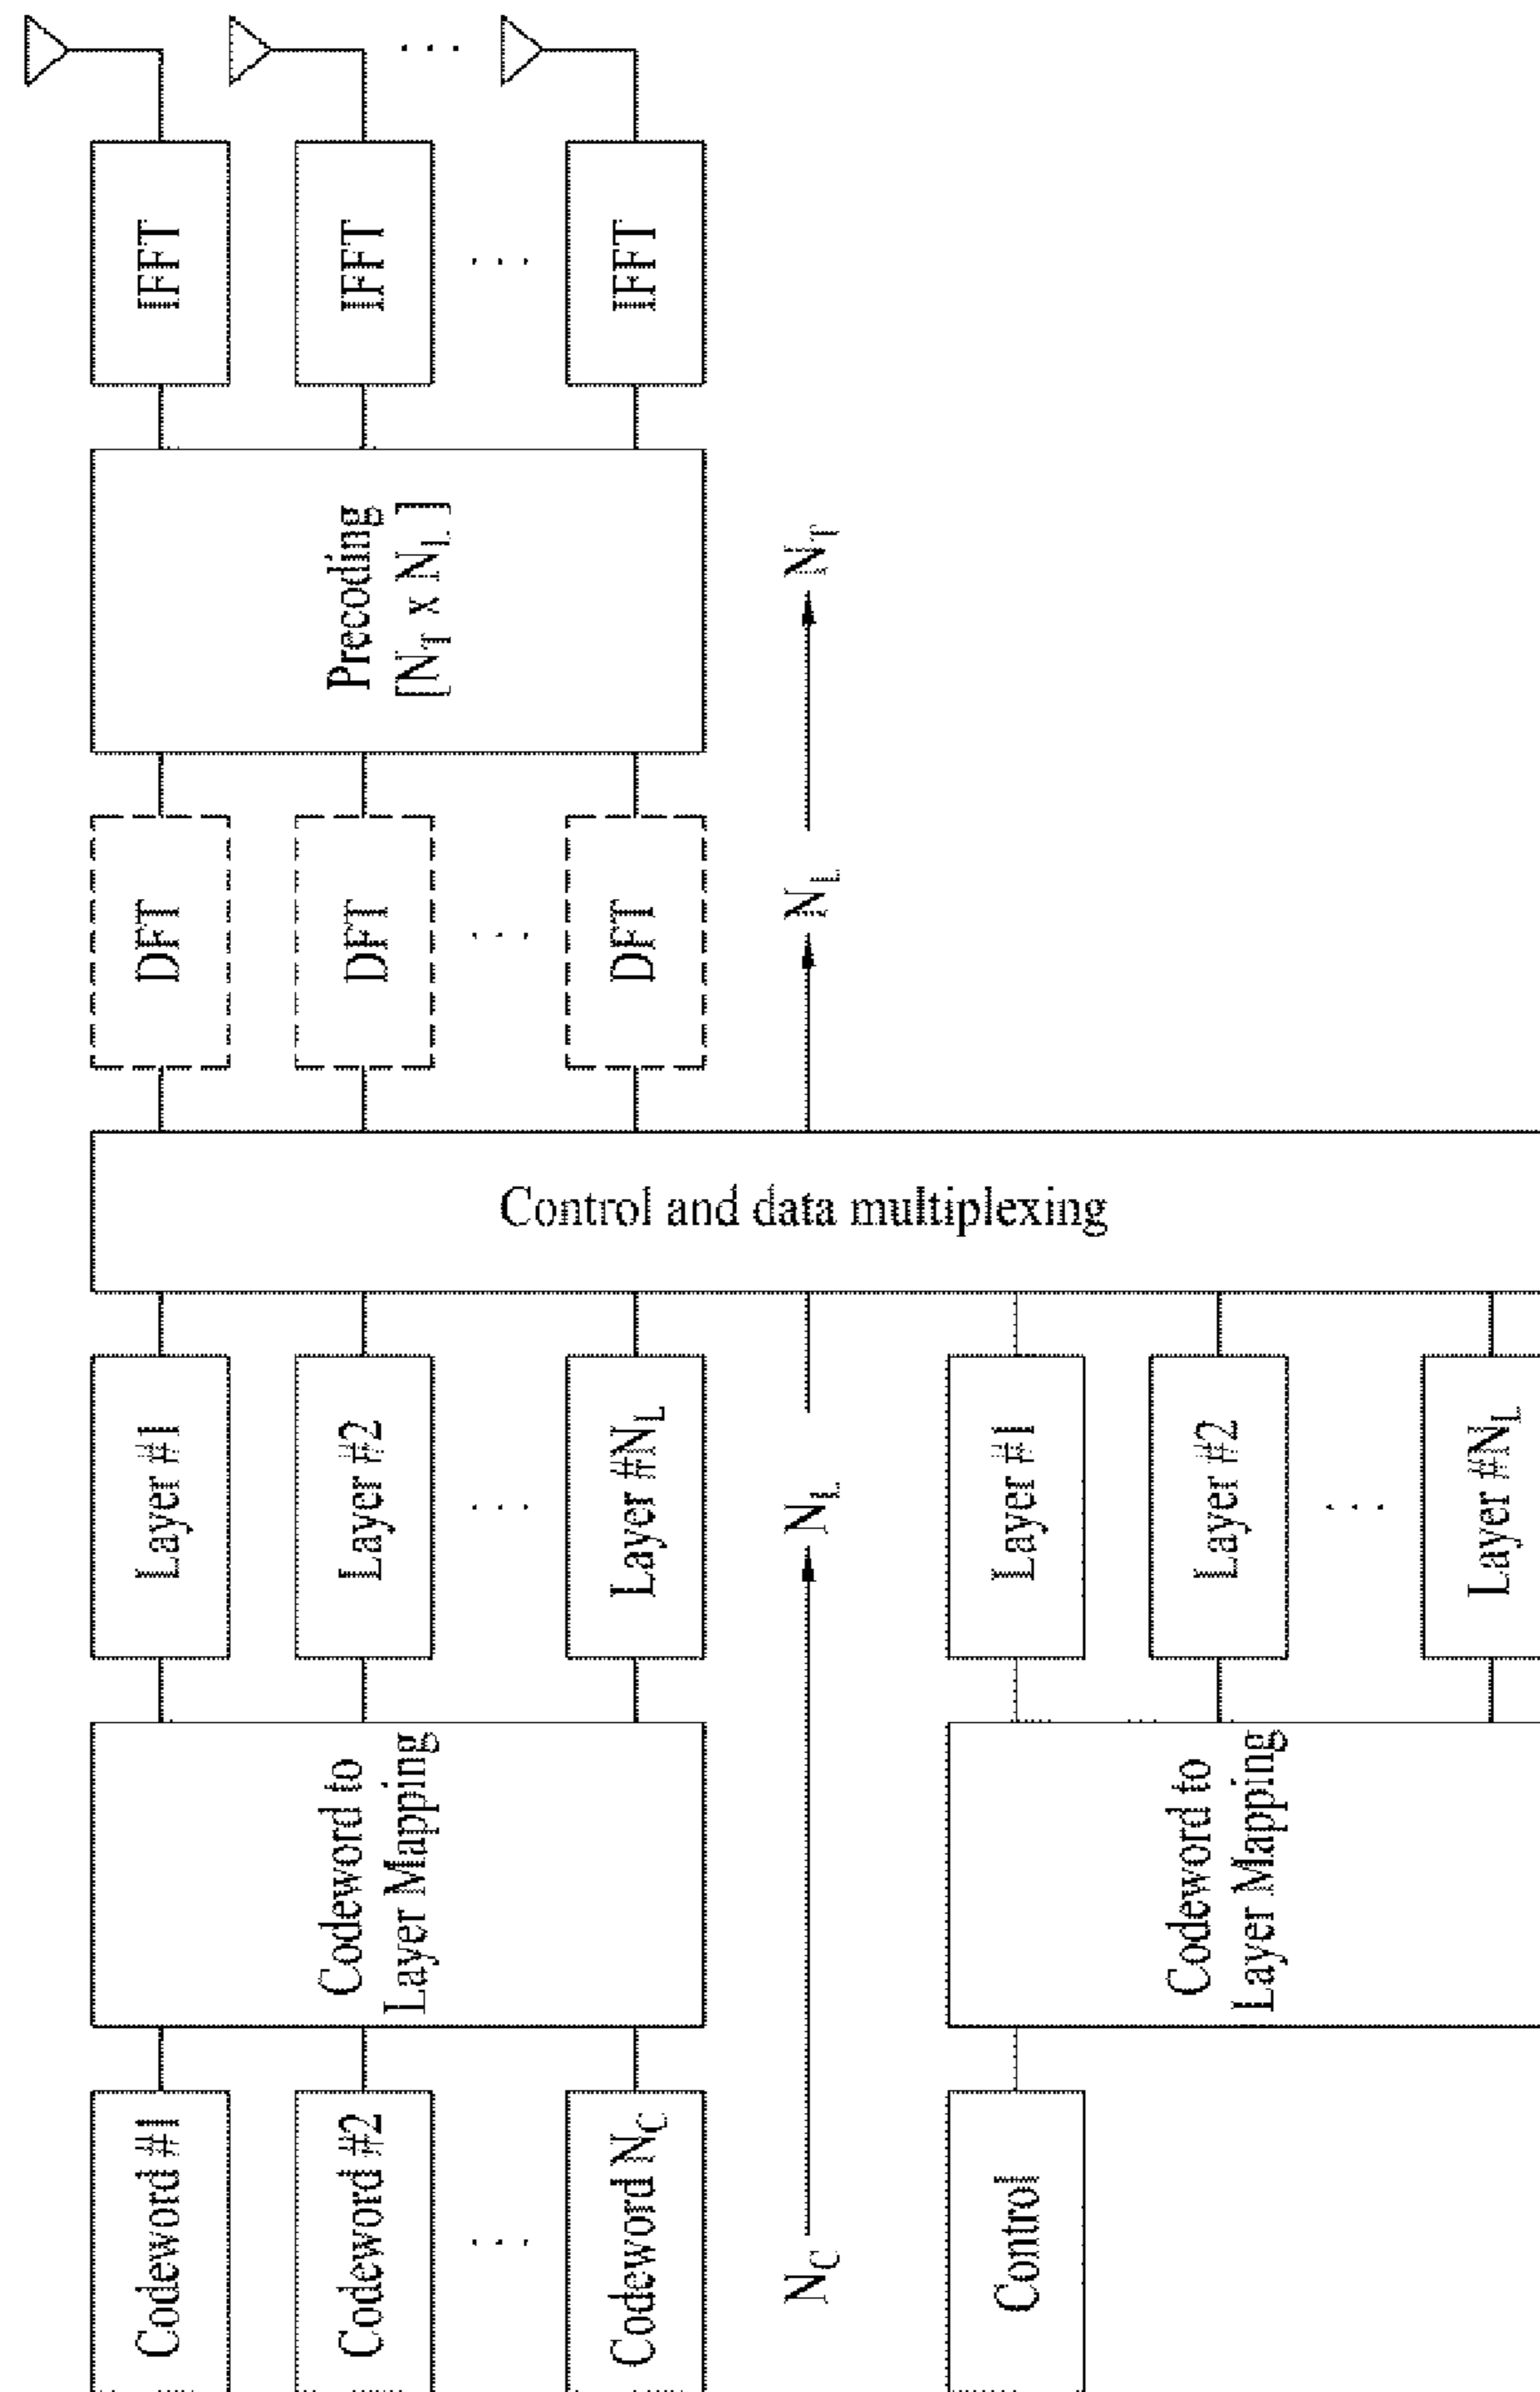 Codeword #1
Codeword #2
. . .
Codeword N_C
Codeword to
Layer Mapping
Layer #1
Layer #2
. . .
Layer #N_L
N_C
N_L
Control
Codeword to
Layer Mapping
Layer #1
Layer #2
. . .
Layer #N_L
Control and data multiplexing
DFT
DFT
. . .
DFT
N_L
N_T
Precoding
[N_T x N_L]
IFFT
IFFT
. . .
IFFT
. . .